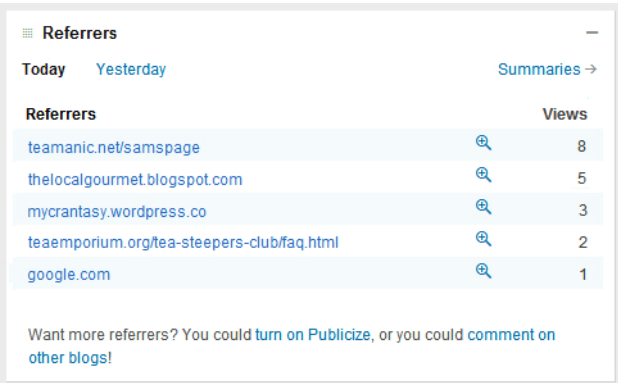 Referrers
Today Yesterday Summaries →
Referrers Views
teamanic.net/samspage 8
thelocalgourmet.blogspot.com 5
mycrantasy.wordpress.co 3
teaemporium.org/tea-steepers-club/faq.html 2
google.com 1
Want more referrers? You could turn on Publicize, or you could comment on
other blogs!